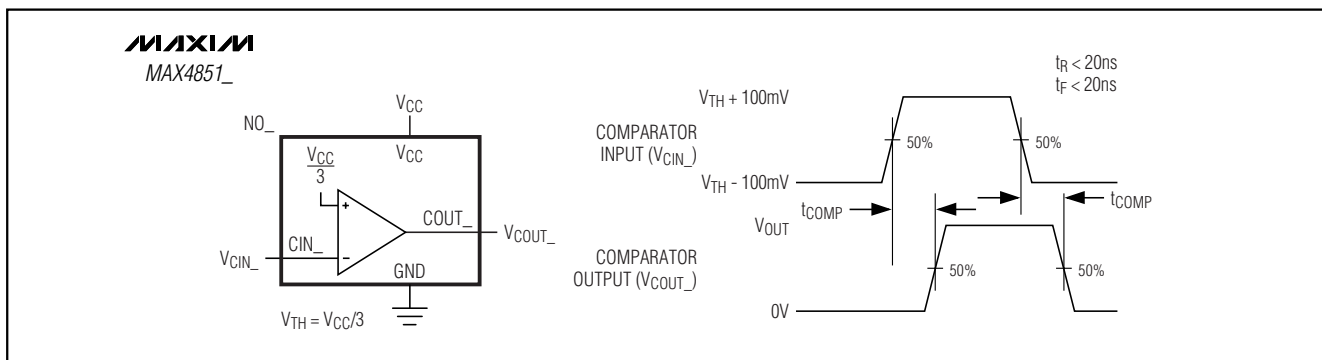 MAXIM
MAX4851_
NO_
VCC
VCC
VCC
3
+
-
CIN_
VCIN_
COUT_
VCOUT_
GND
VTH = VCC/3
tR < 20ns
tF < 20ns
VTH + 100mV
COMPARATOR
INPUT (VCIN_)
50%
50%
VTH - 100mV
tCOMP
tCOMP
VOUT
COMPARATOR
OUTPUT (VCOUT_)
50%
50%
0V